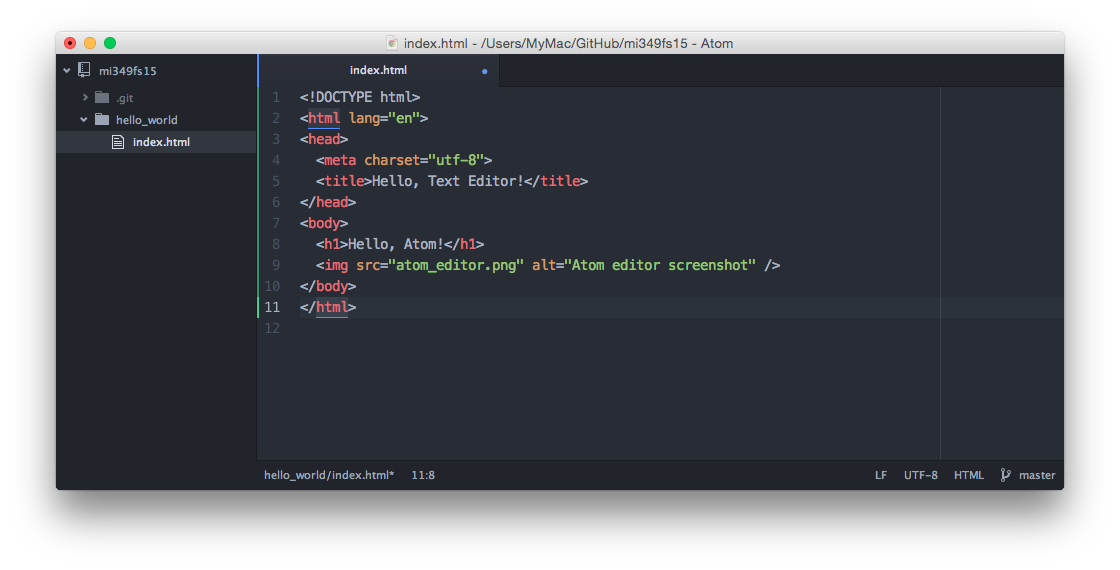 index.html - /Users/MyMac/GitHub/mi349fs15 - Atom
mi349fs15
.git
hello_world
index.html
index.html
1 <!DOCTYPE html>
2 <html lang="en">
3 <head>
4   <meta charset="utf-8">
5   <title>Hello, Text Editor!</title>
6 </head>
7 <body>
8   <h1>Hello, Atom!</h1>
9   <img src="atom_editor.png" alt="Atom editor screenshot" />
10 </body>
11 </html>
12
hello_world/index.html* 11:8 LF UTF-8 HTML master